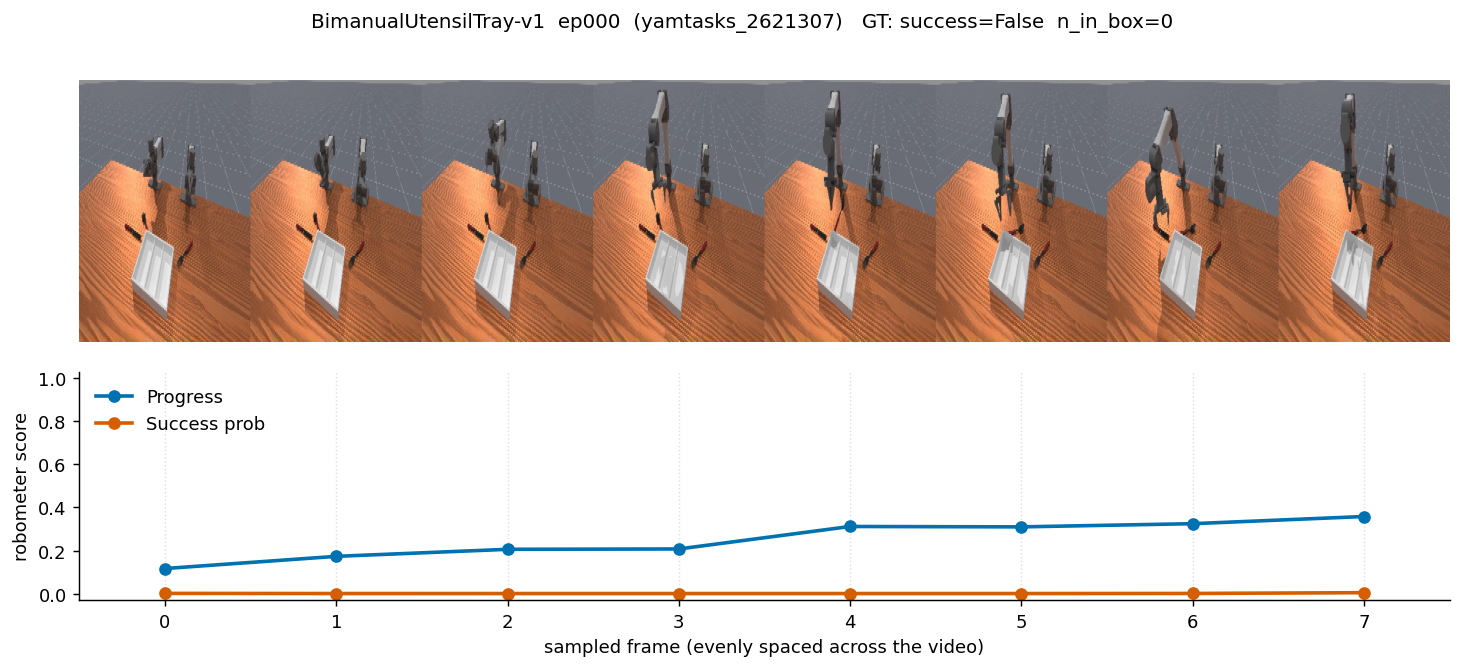 BimanualUtensilTray-v1  ep000  (yamtasks_2621307)   GT: success=False  n_in_box=0
1.0
0.8
0.6
0.4
0.2
0.0
robometer score
Progress
Success prob
0 1 2 3 4 5 6 7
sampled frame (evenly spaced across the video)